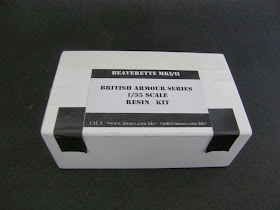 BEAVERETTE MKI/II
BRITISH ARMOUR SERIES
1/35 SCALE
RESIN KIT